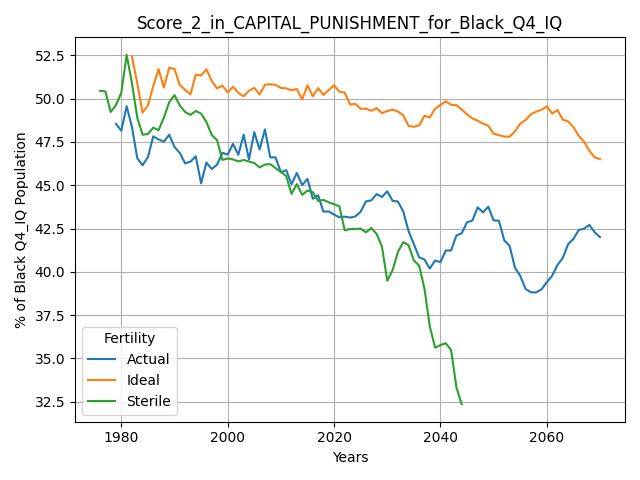 Score_2_in_CAPITAL_PUNISHMENT_for_Black_Q4_IQ
% of Black Q4_IQ Population
52.5
50.0
47.5
45.0
42.5
40.0
37.5
35.0
32.5
Fertility
Actual
Ideal
Sterile
1980 2000 2020 2040 2060
Years